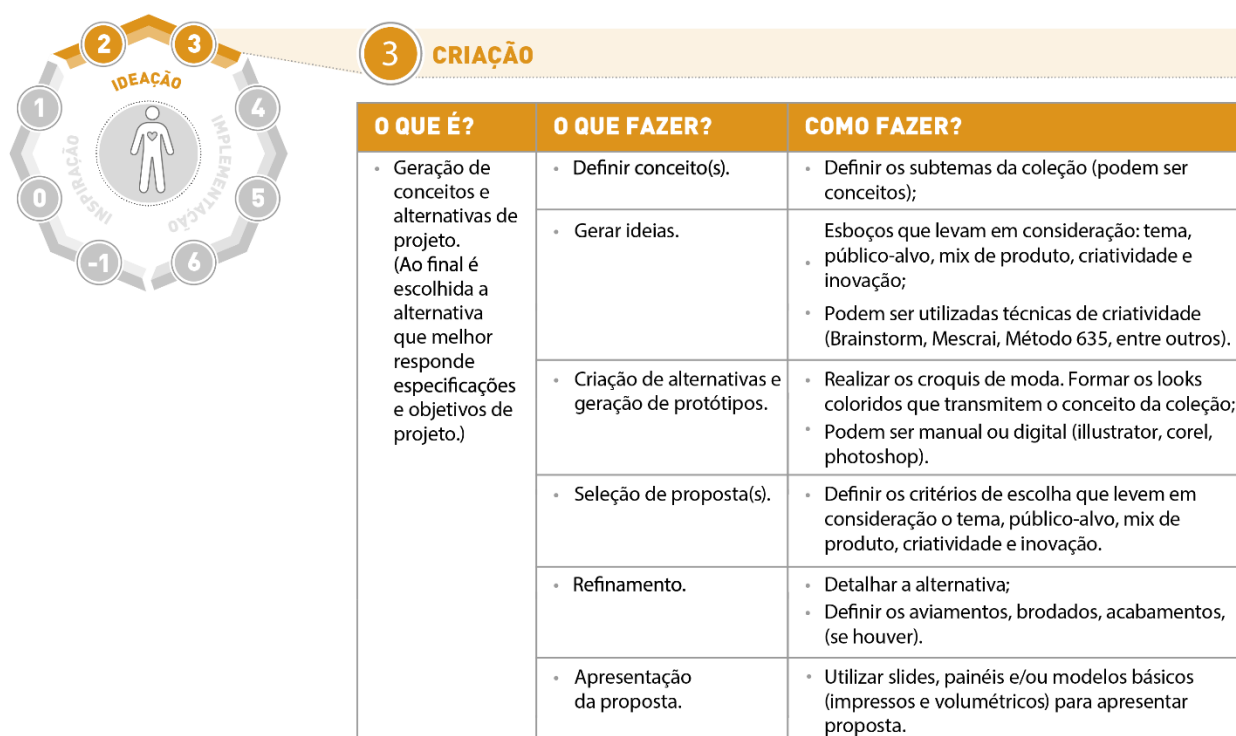 2
3
IDEAÇÃO
1
4
INSPIRAÇÃO
IMPLEMENTAÇÃO
0
5
-1
6
3 CRIAÇÃO
O QUE É?
O QUE FAZER?
COMO FAZER?
• Geração de
conceitos e
alternativas de
projeto.
(Ao final é
escolhida a
alternativa
que melhor
responde
especificações
e objetivos de
projeto.)
• Definir conceito(s).
• Definir os subtemas da coleção (podem ser
conceitos);
• Gerar ideias.
Esboços que levam em consideração: tema,
público-alvo, mix de produto, criatividade e
• inovação;
• Podem ser utilizadas técnicas de criatividade
(Brainstorm, Mescrai, Método 635, entre outros).
• Criação de alternativas e
geração de protótipos.
• Realizar os croquis de moda. Formar os looks
coloridos que transmitem o conceito da coleção;
• Podem ser manual ou digital (illustrator, corel,
photoshop).
• Seleção de proposta(s).
• Definir os critérios de escolha que levem em
consideração o tema, público-alvo, mix de
produto, criatividade e inovação.
• Refinamento.
• Detalhar a alternativa;
• Definir os aviamentos, brodados, acabamentos,
(se houver).
• Apresentação
da proposta.
• Utilizar slides, painéis e/ou modelos básicos
(impressos e volumétricos) para apresentar
proposta.